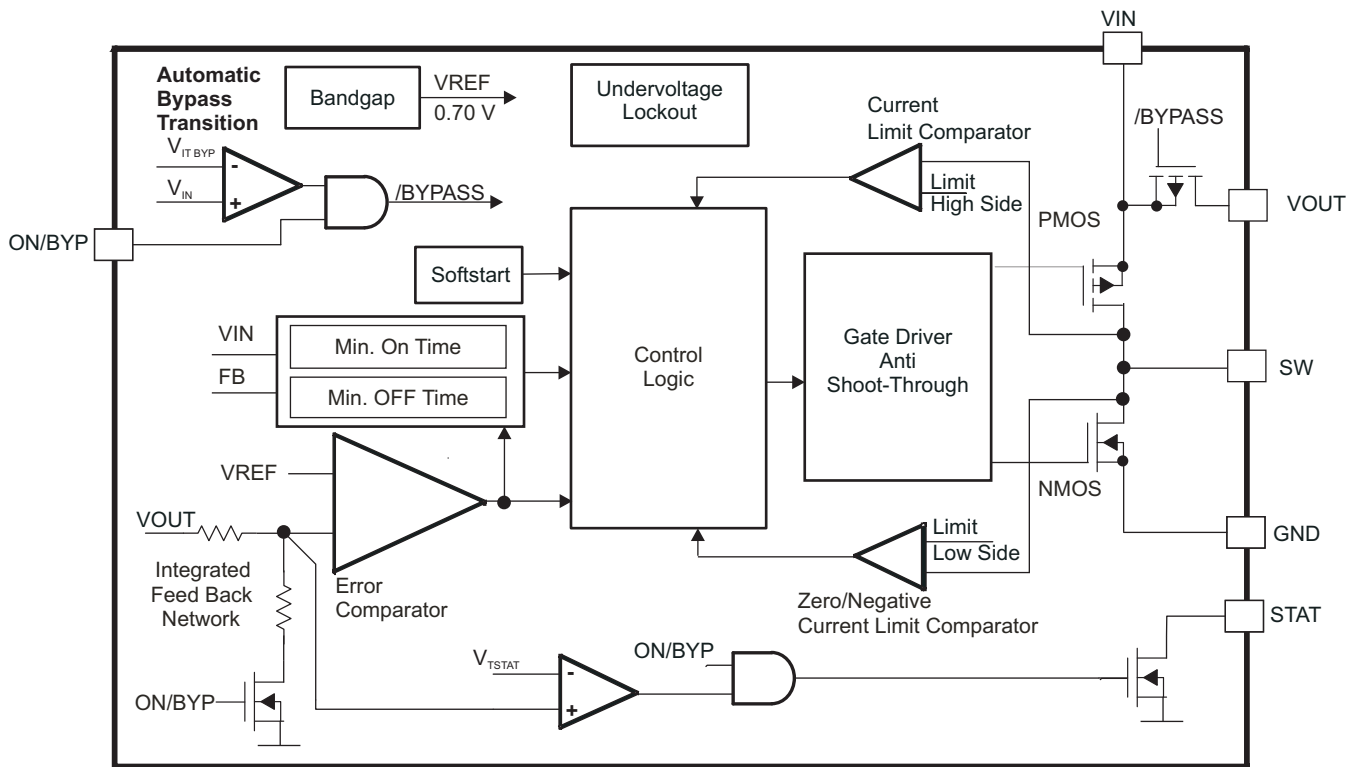 VIN
Automatic
Bypass
Transition
Bandgap
VREF
0.70 V
Undervoltage
Lockout
Current
Limit Comparator
/BYPASS
VIT BYP
-
VIN
+
/BYPASS
Limit
High Side
VOUT
PMOS
ON/BYP
Softstart
VIN
FB
Min. On Time
Min. OFF Time
Control
Logic
Gate Driver
Anti
Shoot-Through
SW
VREF
NMOS
VOUT
Limit
Low Side
GND
Integrated
Feed Back
Network
Error
Comparator
Zero/Negative
Current Limit Comparator
STAT
VTSTAT
-
+
ON/BYP
ON/BYP